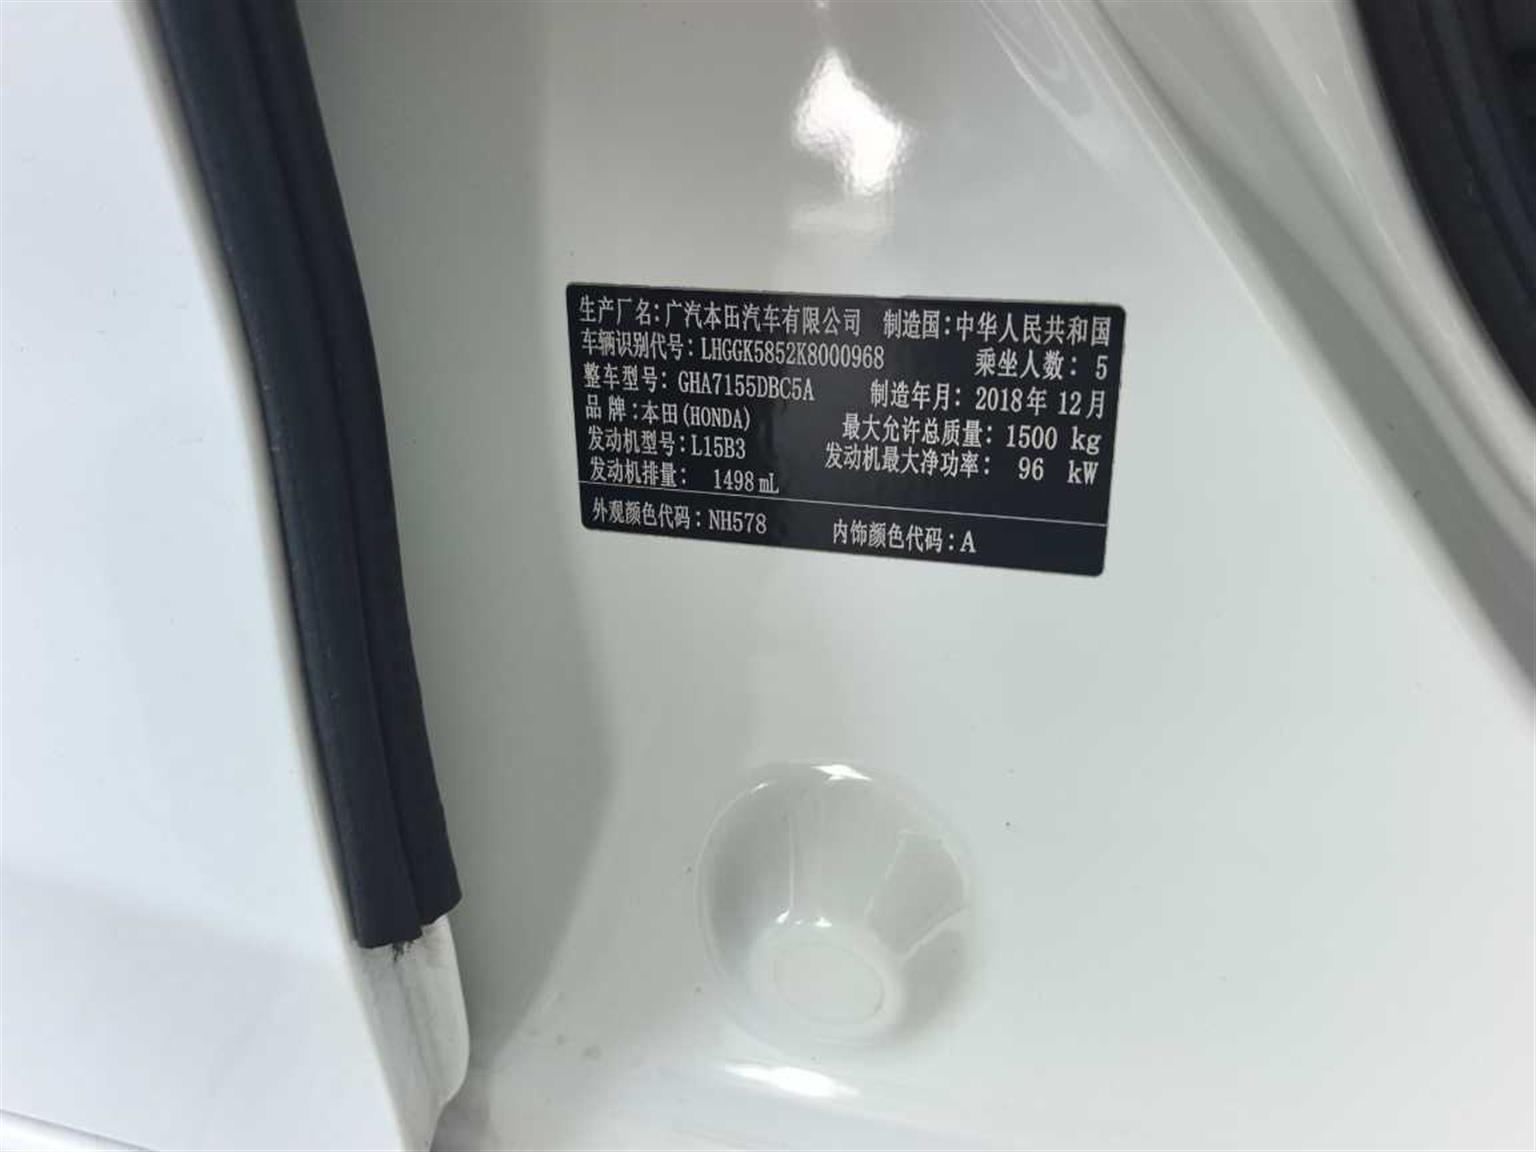 生产厂名:广汽本田汽车有限公司 制造国:中华人民共和国
车辆识别代号:LHGGK5852K8000968 乘坐人数:5
整车型号:GHA7155DBC5A 制造年月:2018年12月
品牌:本田(HONDA) 最大允许总质量:1500 kg
发动机型号:L15B3 发动机最大净功率:96 kW
发动机排量:1498 mL
外观颜色代码:NH578 内饰颜色代码:A